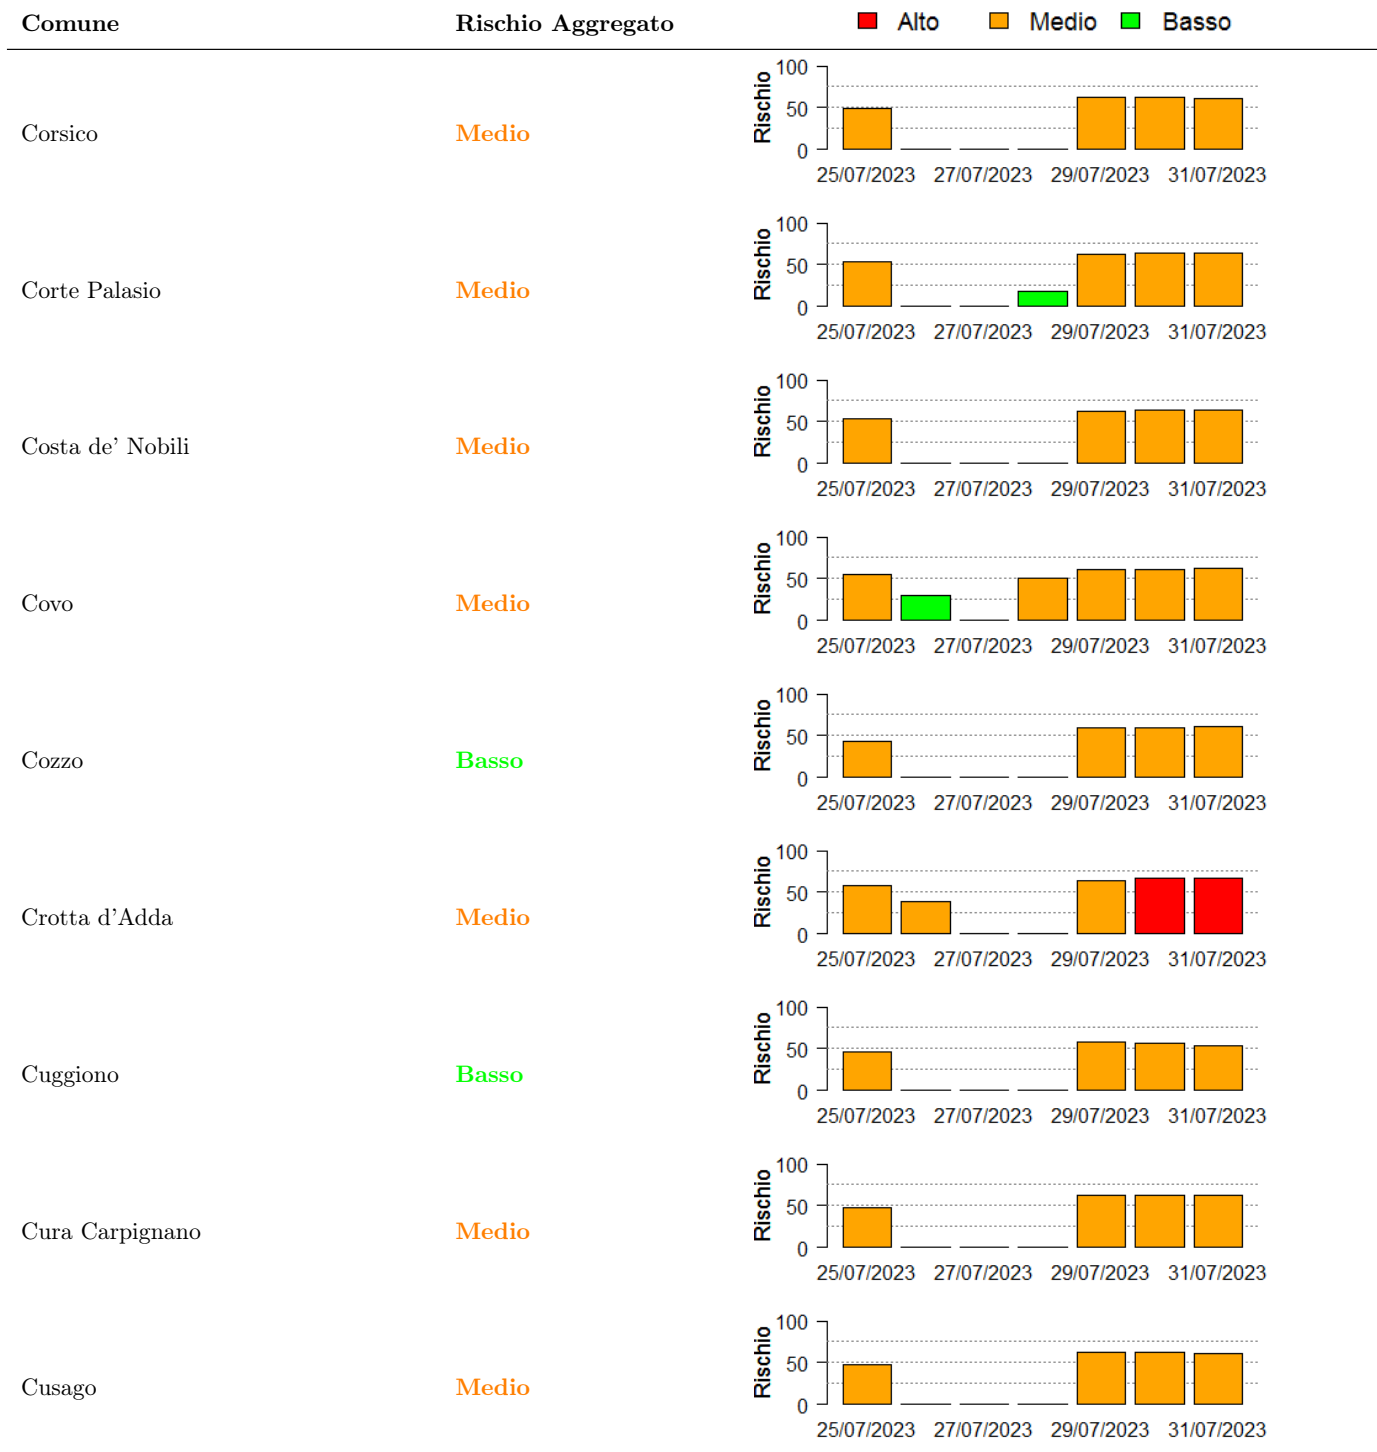 Comune Rischio Aggregato Alto Medio Basso
100
50
0
Rischio
Corsico Medio
25/07/2023 27/07/2023 29/07/2023 31/07/2023
100
50
0
Rischio
Corte Palasio Medio
25/07/2023 27/07/2023 29/07/2023 31/07/2023
100
50
0
Rischio
Costa de' Nobili Medio
25/07/2023 27/07/2023 29/07/2023 31/07/2023
100
50
0
Rischio
Covo Medio
25/07/2023 27/07/2023 29/07/2023 31/07/2023
100
50
0
Rischio
Cozzo Basso
25/07/2023 27/07/2023 29/07/2023 31/07/2023
100
50
0
Rischio
Crotta d'Adda Medio
25/07/2023 27/07/2023 29/07/2023 31/07/2023
100
50
0
Rischio
Cuggiono Basso
25/07/2023 27/07/2023 29/07/2023 31/07/2023
100
50
0
Rischio
Cura Carpignano Medio
25/07/2023 27/07/2023 29/07/2023 31/07/2023
100
50
0
Rischio
Cusago Medio
25/07/2023 27/07/2023 29/07/2023 31/07/2023